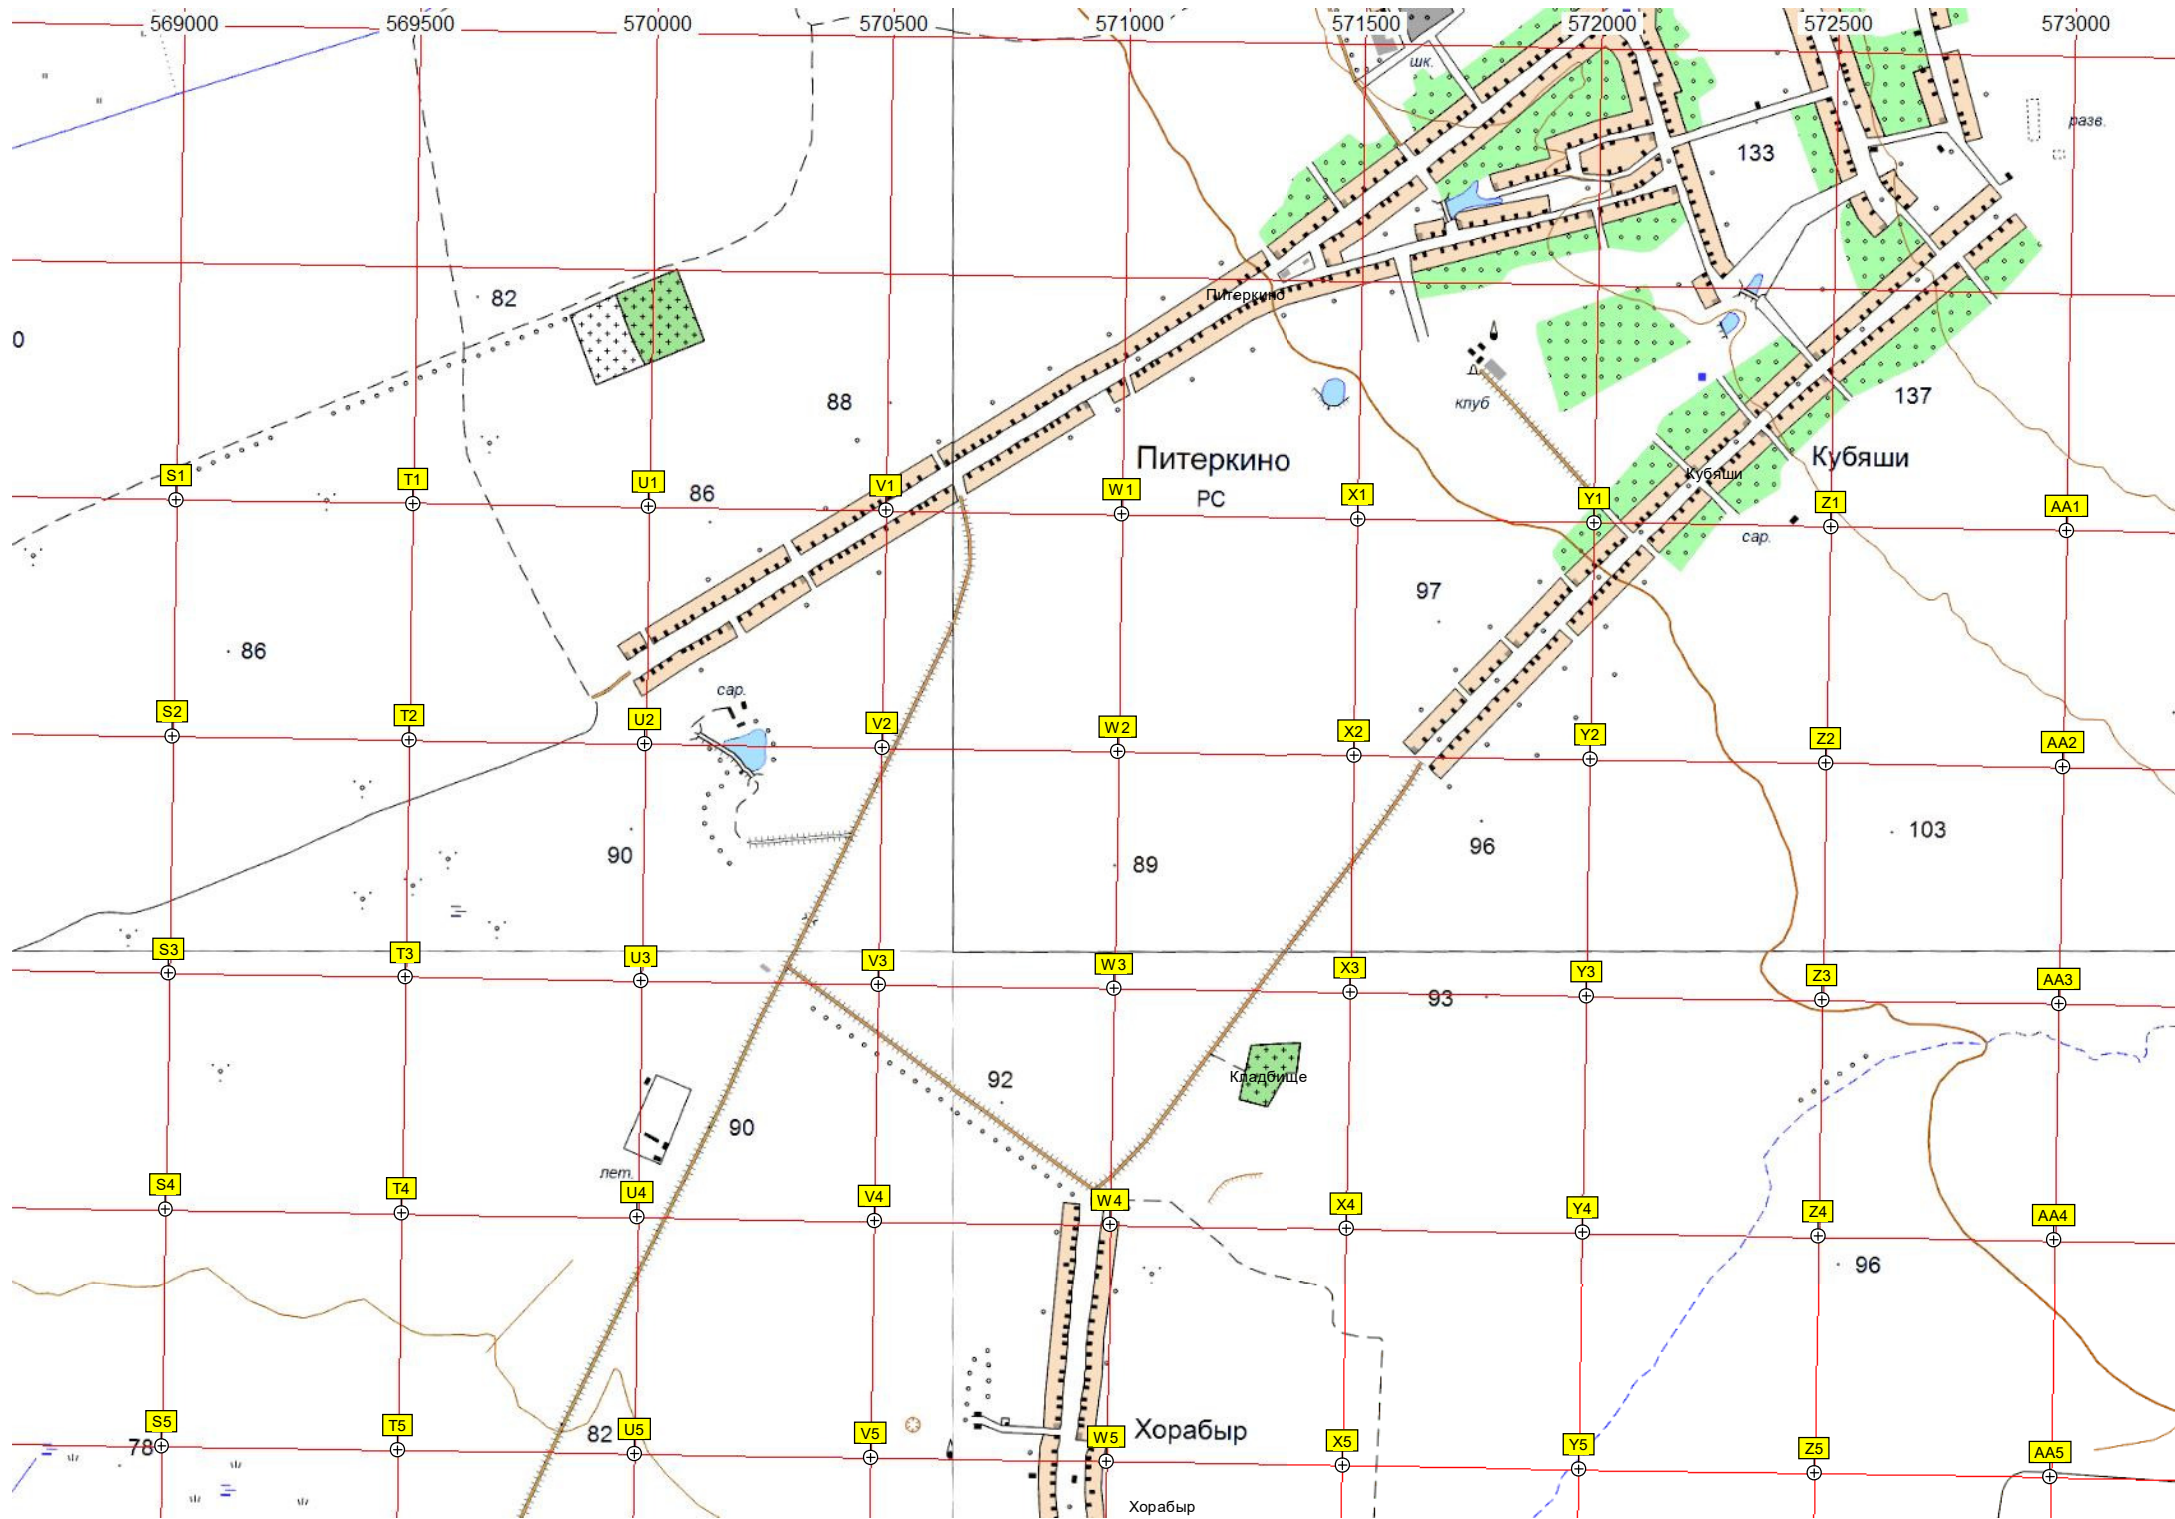 569000 569500 570000 570500 571000 571500 572000 572500 573000
шк.
разв.
133
82
Питеркино
0
137
88
клуб
Питеркино
Кубяши
Кубяши
S1 T1 U1 86 V1 W1 РС X1 Y1 Z1 AA1
сар.
97
86
сар.
S2 T2 U2 V2 W2 X2 Y2 Z2 AA2
103
90 89 96
S3 T3 U3 V3 W3 X3 Y3 Z3 AA3
93
92
Кладбище
90
лет.
S4 T4 U4 V4 W4 X4 Y4 Z4 AA4
96
S5 T5 U5 V5 W5 X5 Y5 Z5 AA5
78 82 Хорабыр
Хорабыр